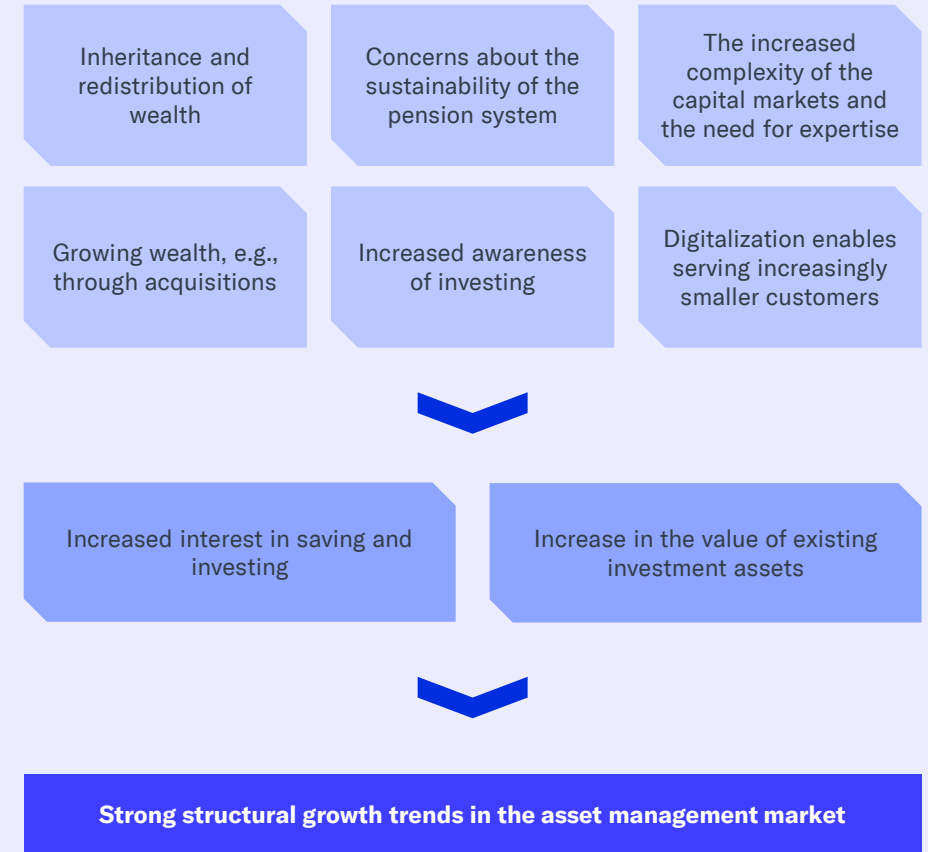 Inheritance and
redistribution of
wealth
Concerns about the
sustainability of the
pension system
The increased
complexity of the
capital markets and
the need for expertise
Growing wealth, e.g.,
through acquisitions
Increased awareness
of investing
Digitalization enables
serving increasingly
smaller customers
Increased interest in saving and
investing
Increase in the value of existing
investment assets
Strong structural growth trends in the asset management market